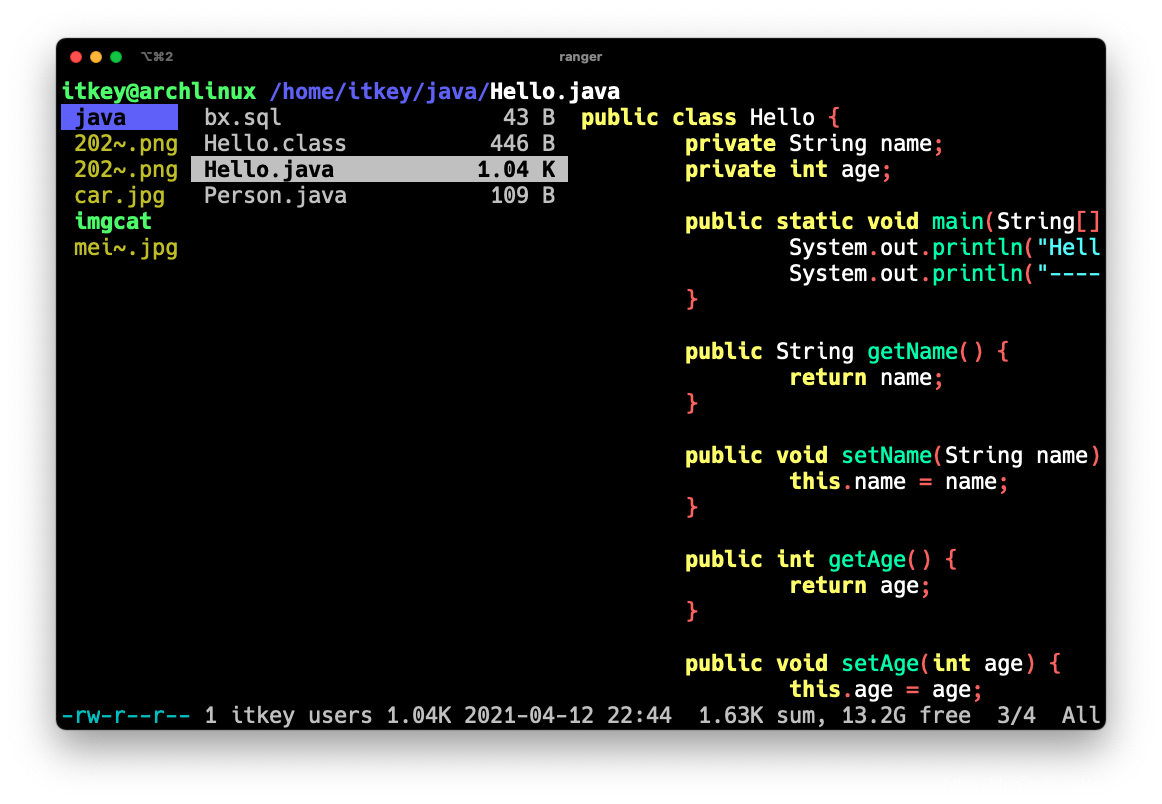 ⌥⌘2 ranger
itkey@archlinux /home/itkey/java/Hello.java
java bx.sql 43 B public class Hello {
202~.png Hello.class 446 B private String name;
202~.png Hello.java 1.04 K private int age;
car.jpg Person.java 109 B
imgcat public static void main(String[]
mei~.jpg System.out.println("Hell
System.out.println("----
}
public String getName() {
return name;
}
public void setName(String name)
this.name = name;
}
public int getAge() {
return age;
}
public void setAge(int age) {
this.age = age;
-rw-r--r-- 1 itkey users 1.04K 2021-04-12 22:44 1.63K sum, 13.2G free 3/4 All